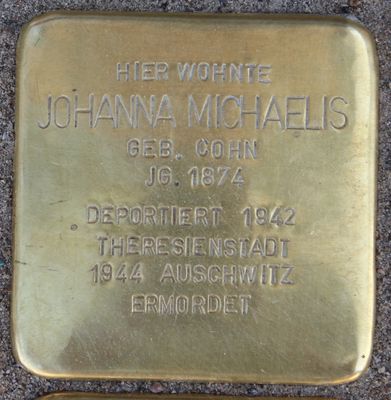 HIER WOHNTE
JOHANNA MICHAELIS
GEB. COHN
JG. 1874
DEPORTIERT 1942
THERESIENSTADT
1944 AUSCHWITZ
ERMORDET